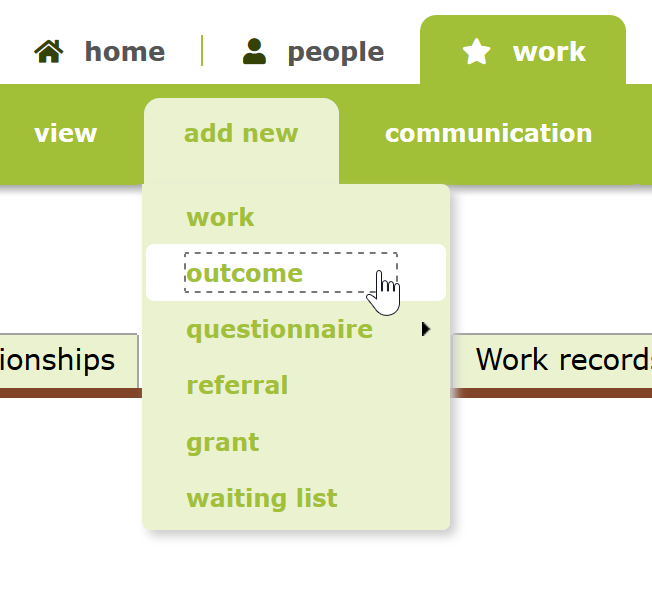 home people work
view add new communication
work
outcome
questionnaire
ionships Work records
referral
grant
waiting list